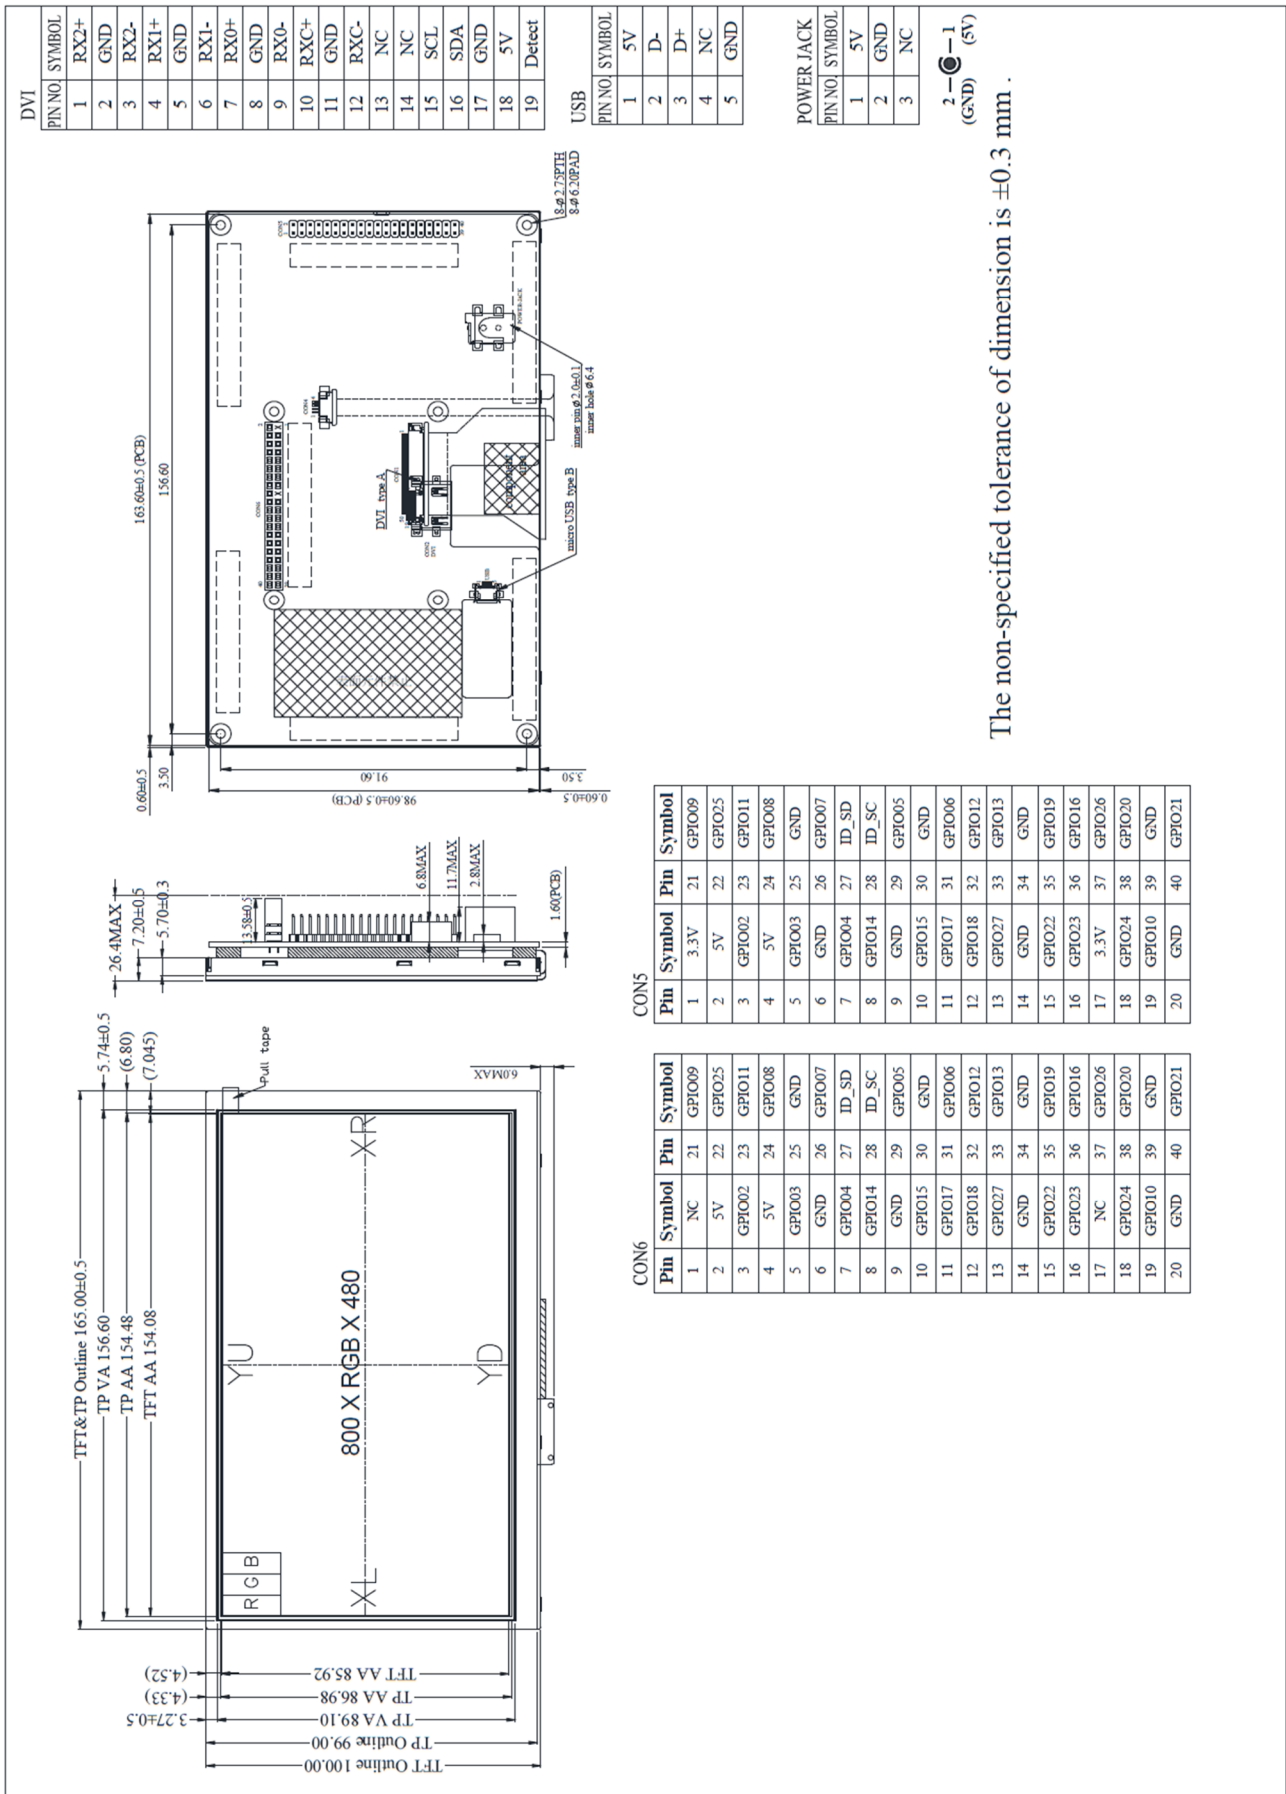 TFT&TP Outline 165.00±0.5
TP VA 156.60
TP AA 154.48
TFT AA 154.08
5.74±0.5
(6.80)
(7.045)
Pull tape
TFT Outline 100.00
TP Outline 99.00
TP VA 89.10
TP AA 86.98
TFT AA 85.92
3.27±0.5
(4.33)
(4.52)
R G B
YU
XL
800 X RGB X 480
XR
YD
6.0MAX
26.4MAX
7.20±0.5
5.70±0.3
13.58±0.5
6.8MAX
11.7MAX
2.8MAX
1.60(PCB)
0.60±0.5
3.50
163.60±0.5 (PCB)
156.60
98.60±0.5 (PCB)
91.60
3.50
0.60±0.5
CON5
CON6
CON4
DVI type A
CON1
CON2
DVI
USB
POWER-JACK
component
area
micro USB type B
inner pin ø 2.0±0.1
inner hole ø 6.4
8-ø 2.75PTH
8-ø 6.20PAD
DVI
PIN NO. SYMBOL
1 RX2+
2 GND
3 RX2-
4 RX1+
5 GND
6 RX1-
7 RX0+
8 GND
9 RX0-
10 RXC+
11 GND
12 RXC-
13 NC
14 NC
15 SCL
16 SDA
17 GND
18 5V
19 Detect
USB
PIN NO. SYMBOL
1 5V
2 D-
3 D+
4 NC
5 GND
POWER JACK
PIN NO. SYMBOL
1 5V
2 GND
3 NC
2 1
(GND) (5V)
CON6
Pin Symbol Pin Symbol
1 NC 21 GPIO09
2 5V 22 GPIO25
3 GPIO02 23 GPIO11
4 5V 24 GPIO08
5 GPIO03 25 GND
6 GND 26 GPIO07
7 GPIO04 27 ID_SD
8 GPIO14 28 ID_SC
9 GND 29 GPIO05
10 GPIO15 30 GND
11 GPIO17 31 GPIO06
12 GPIO18 32 GPIO12
13 GPIO27 33 GPIO13
14 GND 34 GND
15 GPIO22 35 GPIO19
16 GPIO23 36 GPIO16
17 NC 37 GPIO26
18 GPIO24 38 GPIO20
19 GPIO10 39 GND
20 GND 40 GPIO21
CON5
Pin Symbol Pin Symbol
1 3.3V 21 GPIO09
2 5V 22 GPIO25
3 GPIO02 23 GPIO11
4 5V 24 GPIO08
5 GPIO03 25 GND
6 GND 26 GPIO07
7 GPIO04 27 ID_SD
8 GPIO14 28 ID_SC
9 GND 29 GPIO05
10 GPIO15 30 GND
11 GPIO17 31 GPIO06
12 GPIO18 32 GPIO12
13 GPIO27 33 GPIO13
14 GND 34 GND
15 GPIO22 35 GPIO19
16 GPIO23 36 GPIO16
17 3.3V 37 GPIO26
18 GPIO24 38 GPIO20
19 GPIO10 39 GND
20 GND 40 GPIO21
The non-specified tolerance of dimension is ±0.3 mm .